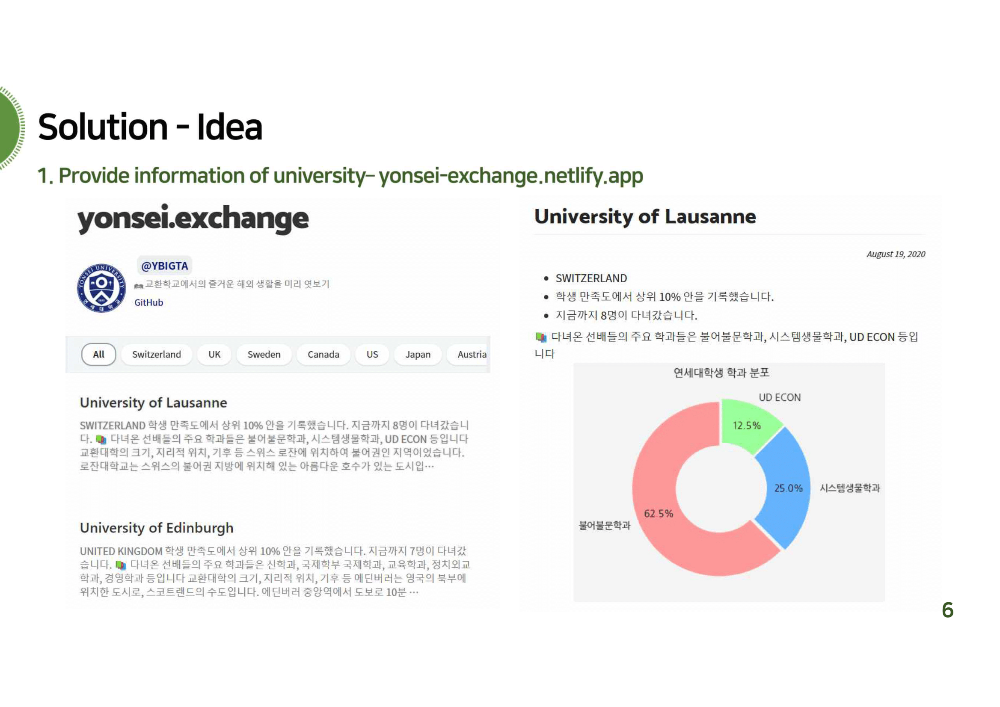 Solution - Idea
1. Provide information of university– yonsei-exchange.netlify.app
yonsei.exchange
@YBIGTA
교환학교에서의 즐거운 해외 생활을 미리 엿보기
GitHub
YONSEI UNIVERSITY
연세대학교
All Switzerland UK Sweden Canada US Japan Austria
University of Lausanne
SWITZERLAND 학생 만족도에서 상위 10% 안을 기록했습니다. 지금까지 8명이 다녀갔습니
다. 다녀온 선배들의 주요 학과들은 불어불문학과, 시스템생물학과, UD ECON 등입니다
교환대학의 크기, 지리적 위치, 기후 등 스위스 로잔에 위치하여 불어권인 지역이었습니다.
로잔대학교는 스위스의 불어권 지방에 위치해 있는 아름다운 호수가 있는 도시입…
University of Edinburgh
UNITED KINGDOM 학생 만족도에서 상위 10% 안을 기록했습니다. 지금까지 7명이 다녀갔
습니다. 다녀온 선배들의 주요 학과들은 신학과, 국제학부 국제학과, 교육학과, 정치외교
학과, 경영학과 등입니다 교환대학의 크기, 지리적 위치, 기후 등 에딘버러는 영국의 북부에
위치한 도시로, 스코트랜드의 수도입니다. 에딘버러 중앙역에서 도보로 10분 …
University of Lausanne
August 19, 2020
• SWITZERLAND
• 학생 만족도에서 상위 10% 안을 기록했습니다.
• 지금까지 8명이 다녀갔습니다.
다녀온 선배들의 주요 학과들은 불어불문학과, 시스템생물학과, UD ECON 등입
니다
연세대학생 학과 분포
UD ECON
12.5%
25.0%
시스템생물학과
62.5%
불어불문학과
6